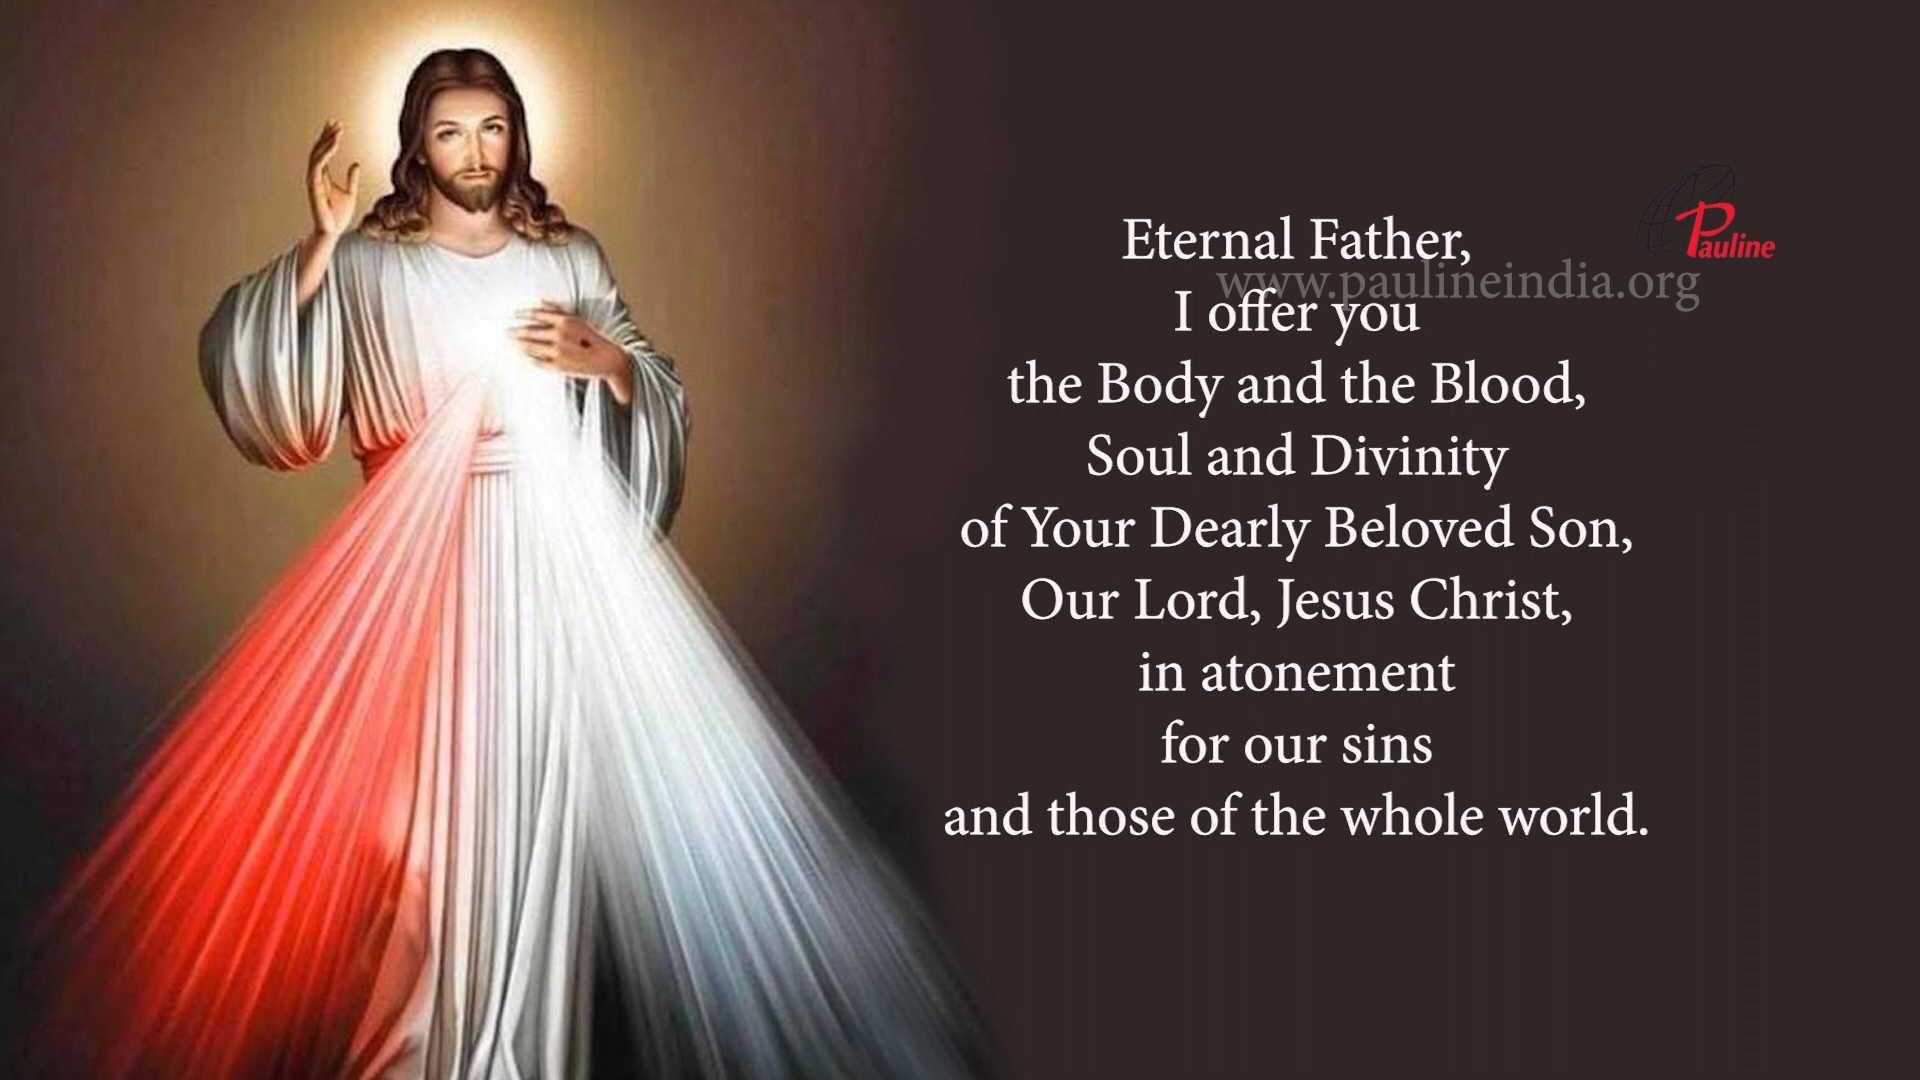 Eternal Father,
Pauline
www.paulineindia.org
I offer you
the Body and the Blood,
Soul and Divinity
of Your Dearly Beloved Son,
Our Lord, Jesus Christ,
in atonement
for our sins
and those of the whole world.